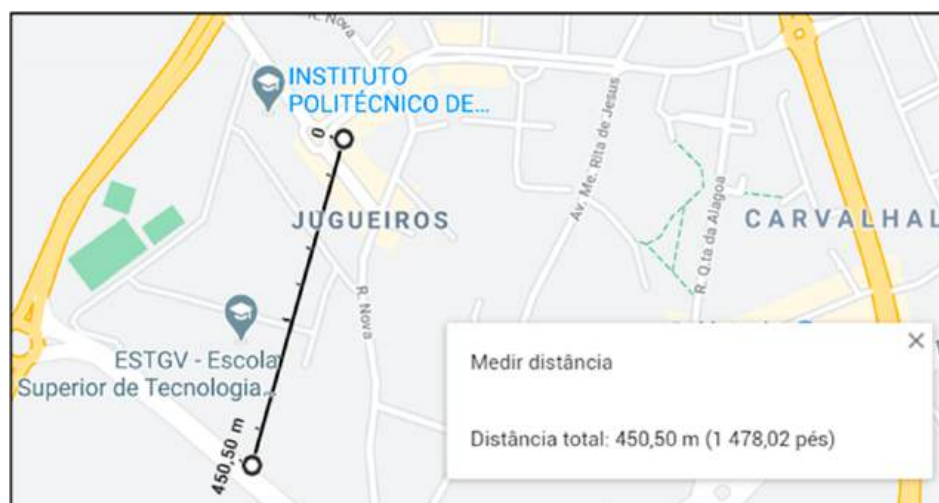 R. Nova
INSTITUTO
POLITÉCNICO DE...
0
JUGUEIROS
Av. Me. Rita de Jesus
R. Q.ta da Alagoa
CARVALHAL
R. Nova
ESTGV - Escola
Superior de Tecnologia...
450,50 m
Medir distância
Distância total: 450,50 m (1 478,02 pés)